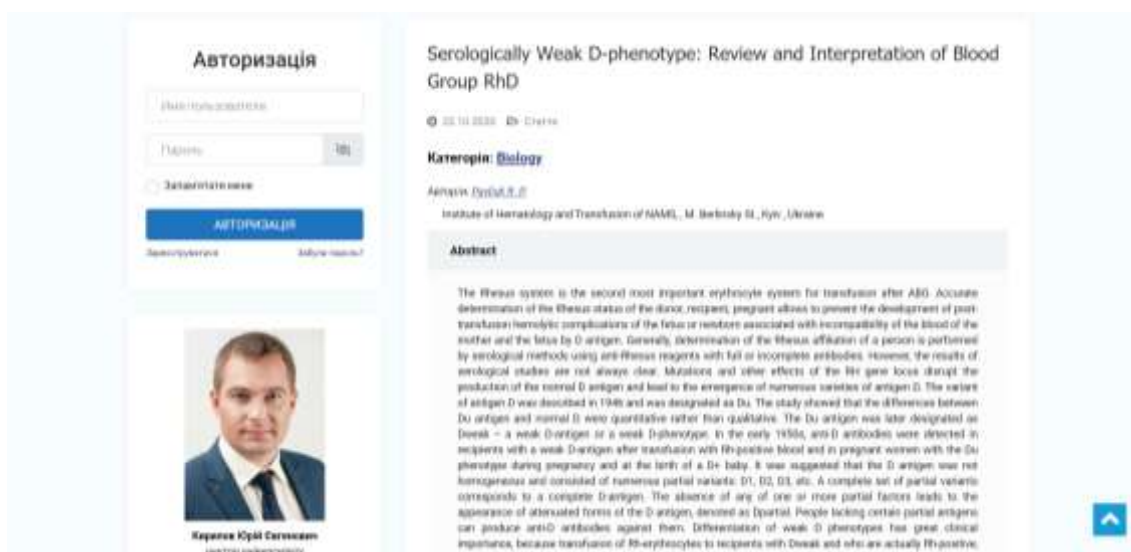 Авторизація
Пароль
Запам'ятати мене
АВТОРИЗАЦІЯ
Забули пароль?
Serologically Weak D-phenotype: Review and Interpretation of Blood
Group RhD
Стаття
Категорія: Biology
Автори:
Institute of Hematology and Transfusion of NAMS, , M. Berlinsky St., Kyiv , Ukraine
Abstract
The Rhesus system is the second most important erythrocyte system for transfusion after ABO. Accurate
determination of the Rhesus status of the donor, recipient, pregnant allows to prevent the development of post-
transfusion hemolytic complications of the fetus or newborn associated with incompatibility of the blood of the
mother and the fetus by D antigen. Generally, determination of the Rhesus affiliation of a person is performed
by serological methods using anti-Rhesus reagents with full or incomplete antibodies. However, the results of
serological studies are not always clear. Mutations and other effects of the RH gene locus disrupt the
production of the normal D antigen and lead to the emergence of numerous varieties of antigen D. The variant
of antigen D was described in 1946 and was designated as Du. The study showed that the differences between
Du antigen and normal D were quantitative rather than qualitative. The Du antigen was later designated as
Dweak – a weak D-antigen or a weak D-phenotype. In the early 1950s, anti-D antibodies were detected in
recipients with a weak D-antigen after transfusion with Rh-positive blood and in pregnant women with the Du
phenotype during pregnancy and at the birth of a D+ baby. It was suggested that the D antigen was not
homogeneous and consisted of numerous partial variants: D1, D2, D3, etc. A complete set of partial variants
corresponds to a complete D-antigen. The absence of any of one or more partial factors leads to the
appearance of attenuated forms of the D antigen, denoted as Dpartial. People lacking certain partial antigens
can produce anti-D antibodies against them. Differentiation of weak D phenotypes has great clinical
importance, because transfusion of Rh-erythrocytes to recipients with Dweak and who are actually Rh-positive,
Юрій Євгенович